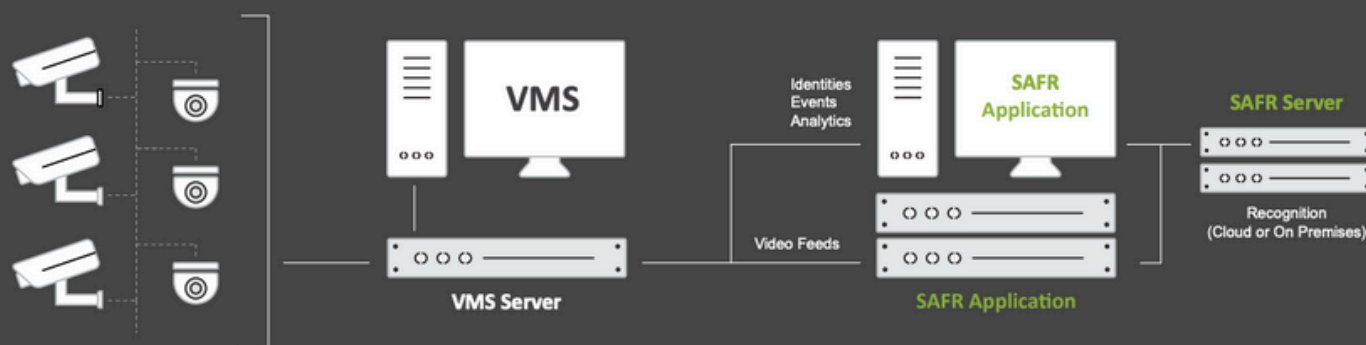 VMS
VMS Server
Identities
Events
Analytics
Video Feeds
SAFR
Application
SAFR Application
SAFR Server
Recognition
(Cloud or On Premises)